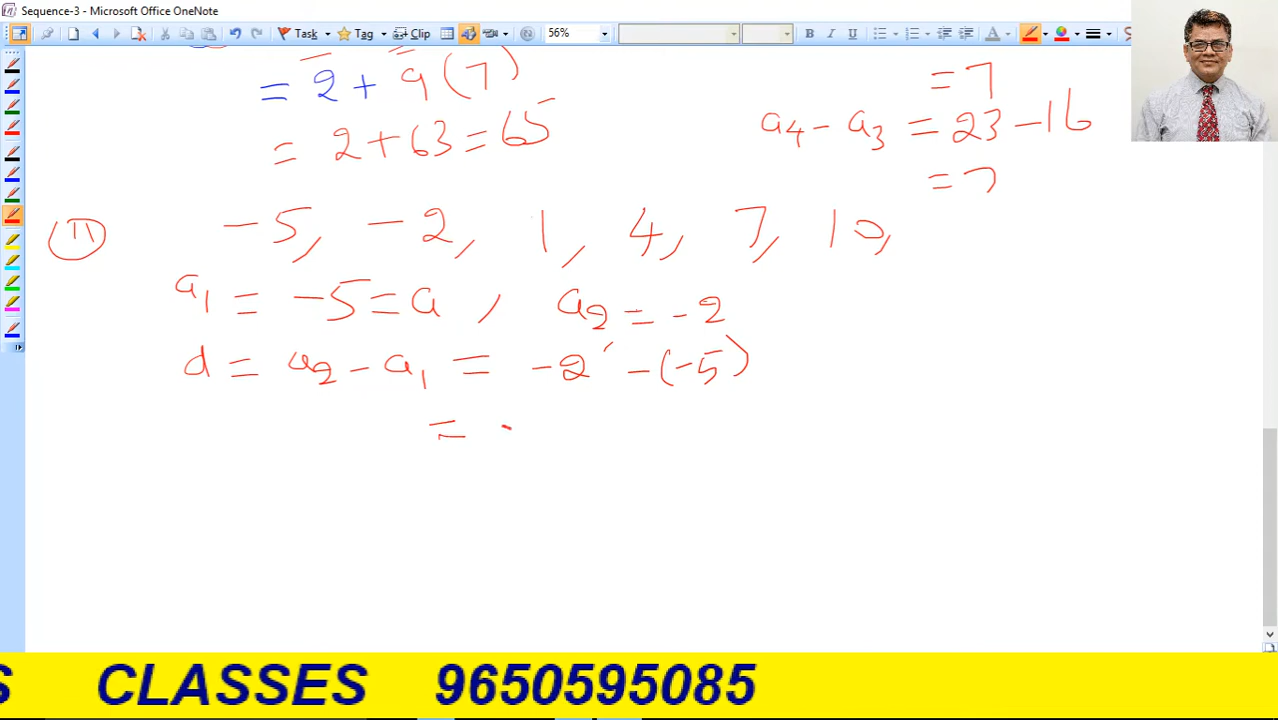 Sequence-3 - Microsoft Office OneNote
Task Tag Clip 56% B I U
= 2 + 9(7)
= 2 + 63 = 65
= 7
a4 - a3 = 23 - 16
= 7
(II) -5, -2, 1, 4, 7, 10,
a1 = -5 = a, a2 = -2
d = a2 - a1 = -2 - (-5)
=
S CLASSES 9650595085